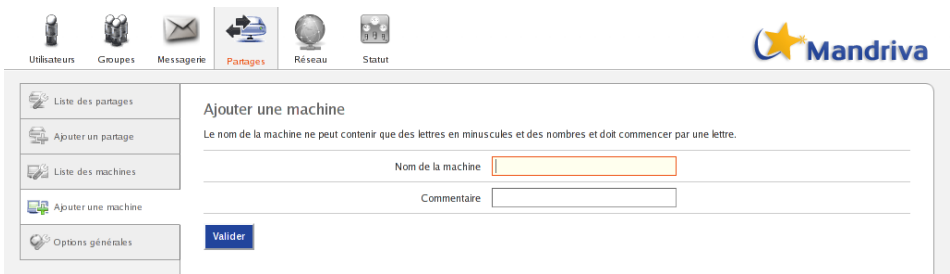 Utilisateurs Groupes Messagerie Partages Réseau Statut
Mandriva
Liste des partages
Ajouter un partage
Liste des machines
Ajouter une machine
Options générales
Ajouter une machine
Le nom de la machine ne peut contenir que des lettres en minuscules et des nombres et doit commencer par une lettre.
Nom de la machine
Commentaire
Valider